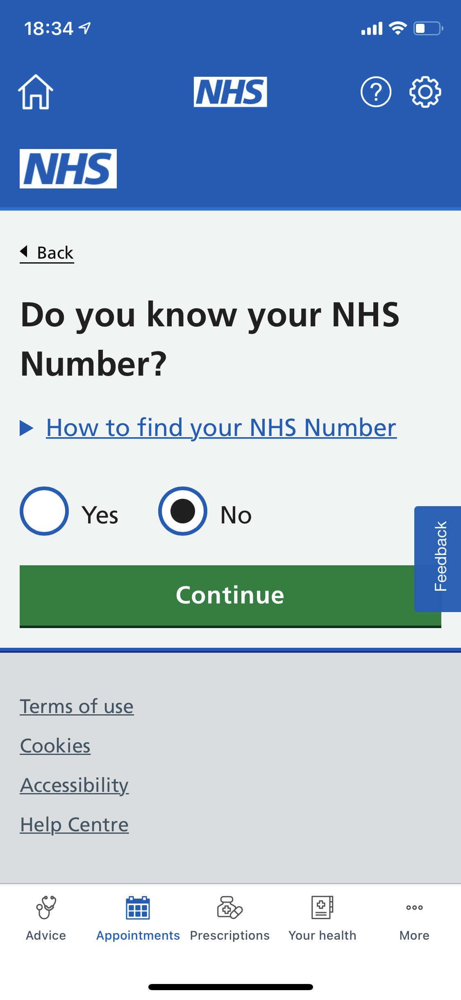 18:34
NHS
NHS
Back
Do you know your NHS
Number?
How to find your NHS Number
Yes
No
Feedback
Continue
Terms of use
Cookies
Accessibility
Help Centre
Advice
Appointments
Prescriptions
Your health
More